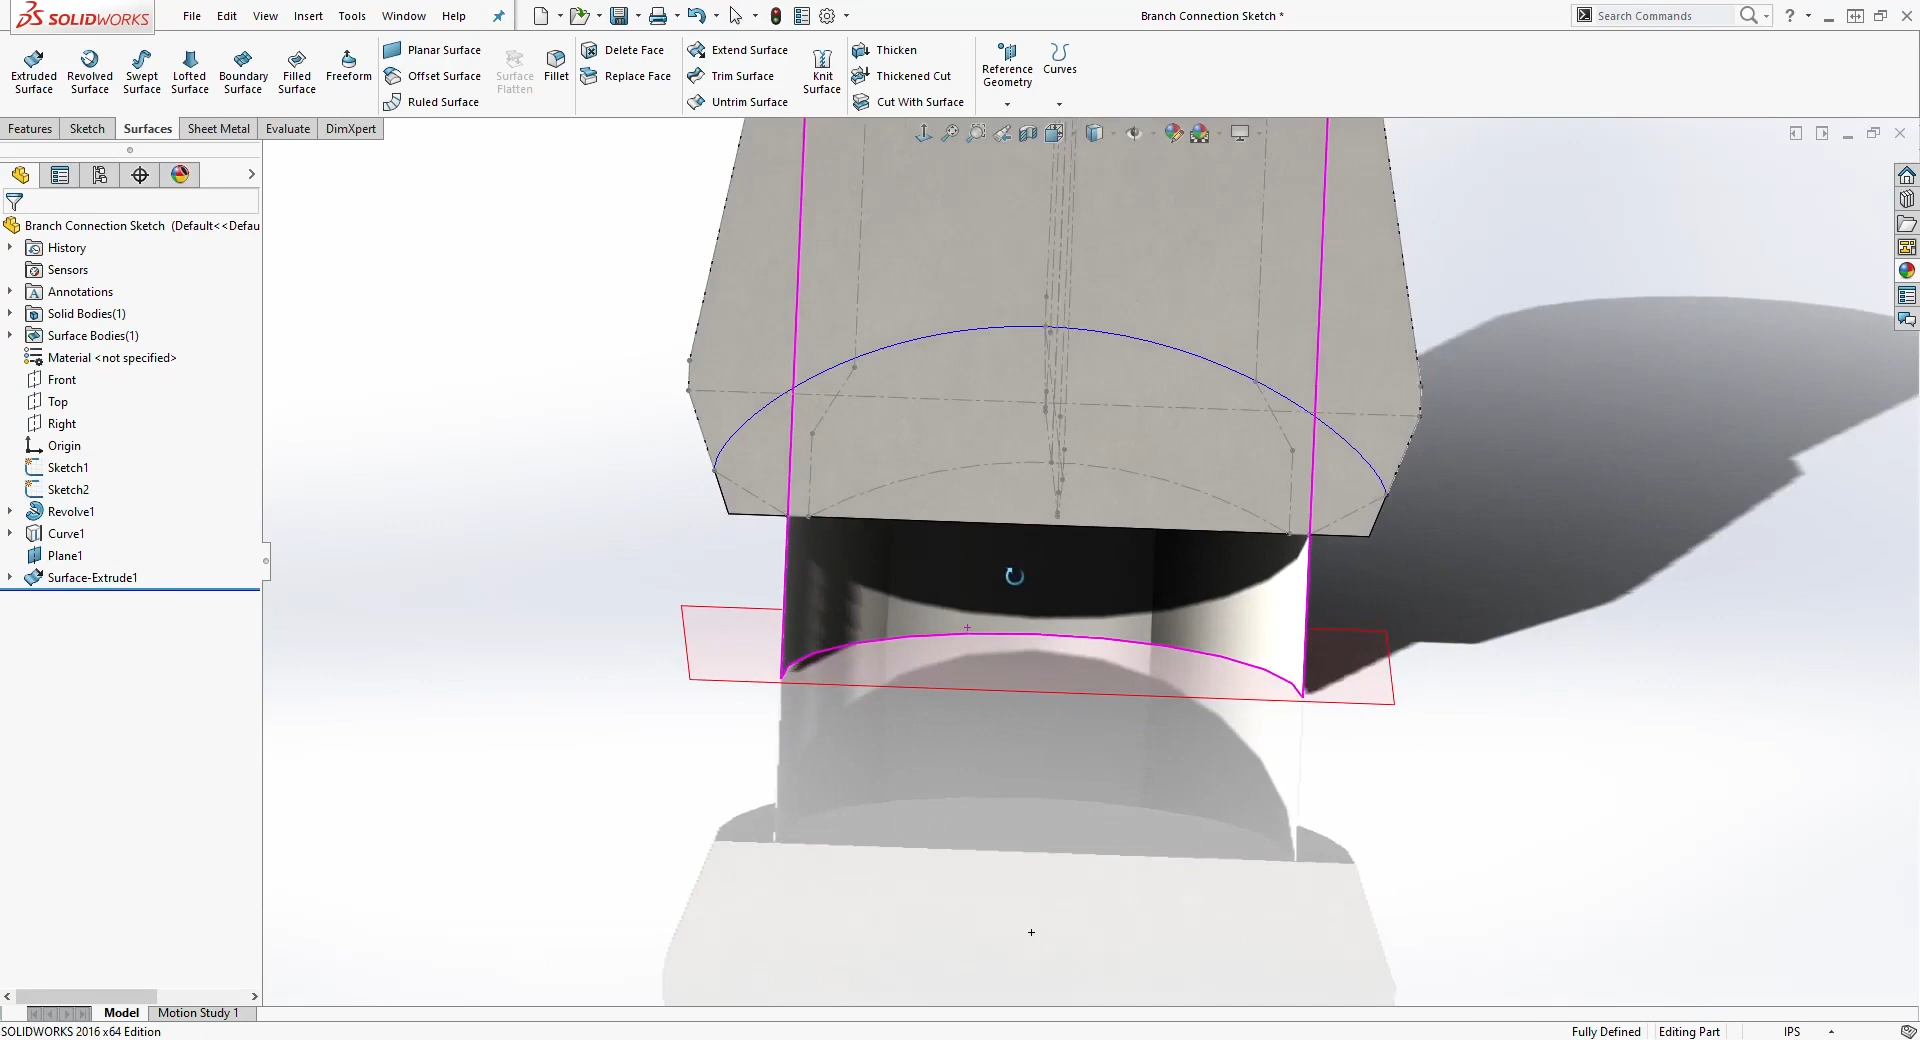 SOLIDWORKS File Edit View Insert Tools Window Help Branch Connection Sketch * Search Commands ?
Extruded Surface
Revolved Surface
Swept Surface
Lofted Surface
Boundary Surface
Filled Surface
Freeform
Planar Surface
Offset Surface
Ruled Surface
Surface Flatten
Fillet
Delete Face
Replace Face
Extend Surface
Trim Surface
Untrim Surface
Knit Surface
Thicken
Thickened Cut
Cut With Surface
Reference Geometry
Curves
Features Sketch Surfaces Sheet Metal Evaluate DimXpert
Branch Connection Sketch (Default<<Defau
History
Sensors
Annotations
Solid Bodies(1)
Surface Bodies(1)
Material <not specified>
Front
Top
Right
Origin
Sketch1
Sketch2
Revolve1
Curve1
Plane1
Surface-Extrude1
Model Motion Study 1
SOLIDWORKS 2016 x64 Edition Fully Defined Editing Part IPS